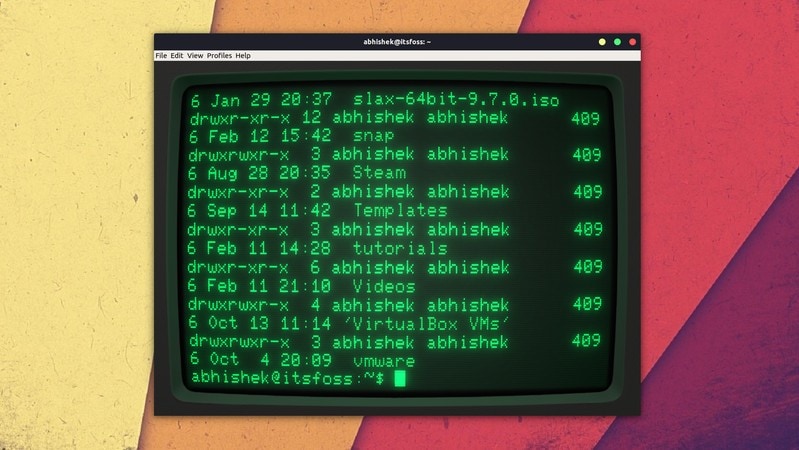 abhishek@itsfoss: ~
File Edit View Profiles Help
6 Jan 29 20:37  slax-64bit-9.7.0.iso
drwxr-xr-x 12 abhishek abhishek       409
6 Feb 12 15:42  snap
drwxrwxr-x  3 abhishek abhishek       409
6 Aug 28 20:35  Steam
drwxr-xr-x  2 abhishek abhishek       409
6 Sep 14 11:42  Templates
drwxr-xr-x  3 abhishek abhishek       409
6 Feb 11 14:28  tutorials
drwxr-xr-x  6 abhishek abhishek       409
6 Feb 11 21:10  Videos
drwxrwxr-x  4 abhishek abhishek       409
6 Oct 13 11:14 'VirtualBox VMs'
drwxrwxr-x  3 abhishek abhishek       409
6 Oct  4 20:09  vmware
abhishek@itsfoss:~$